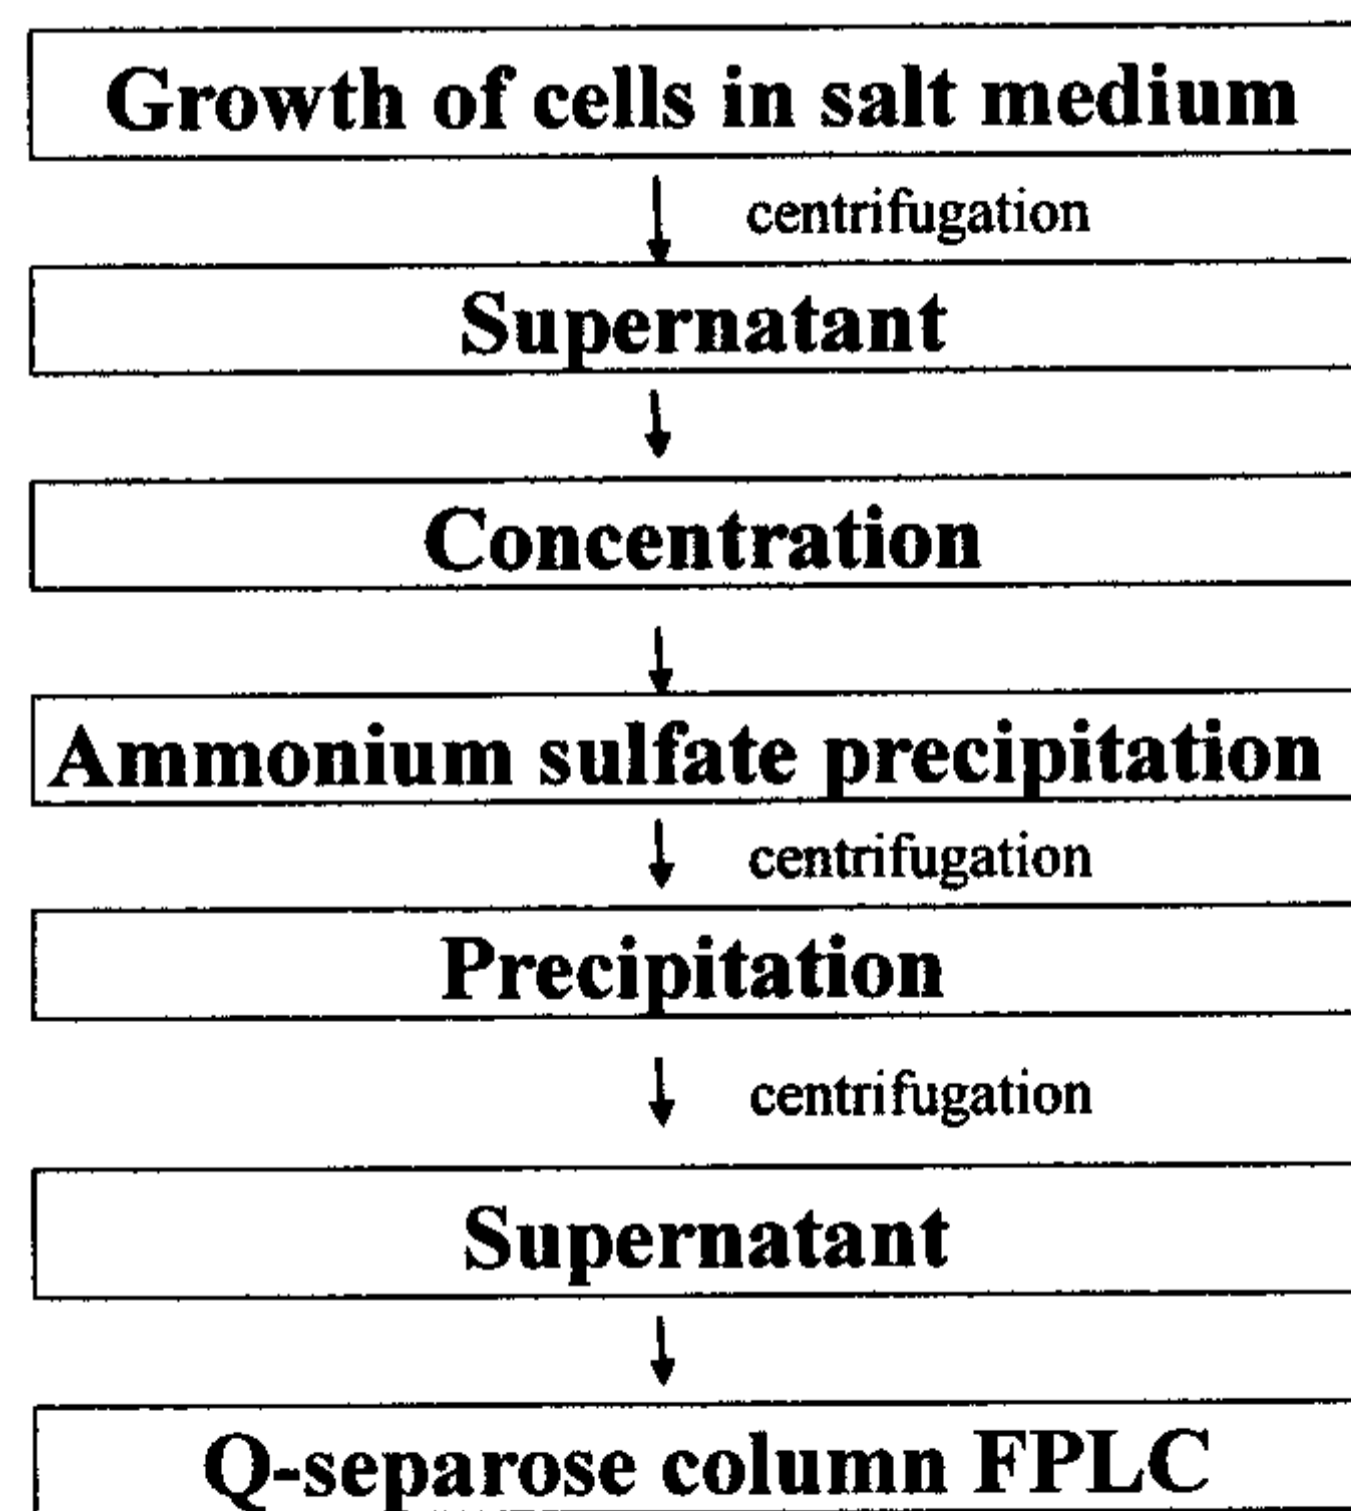 Growth of cells in salt medium
centrifugation
Supernatant
Concentration
Ammonium sulfate precipitation
centrifugation
Precipitation
centrifugation
Supernatant
Q-separose column FPLC